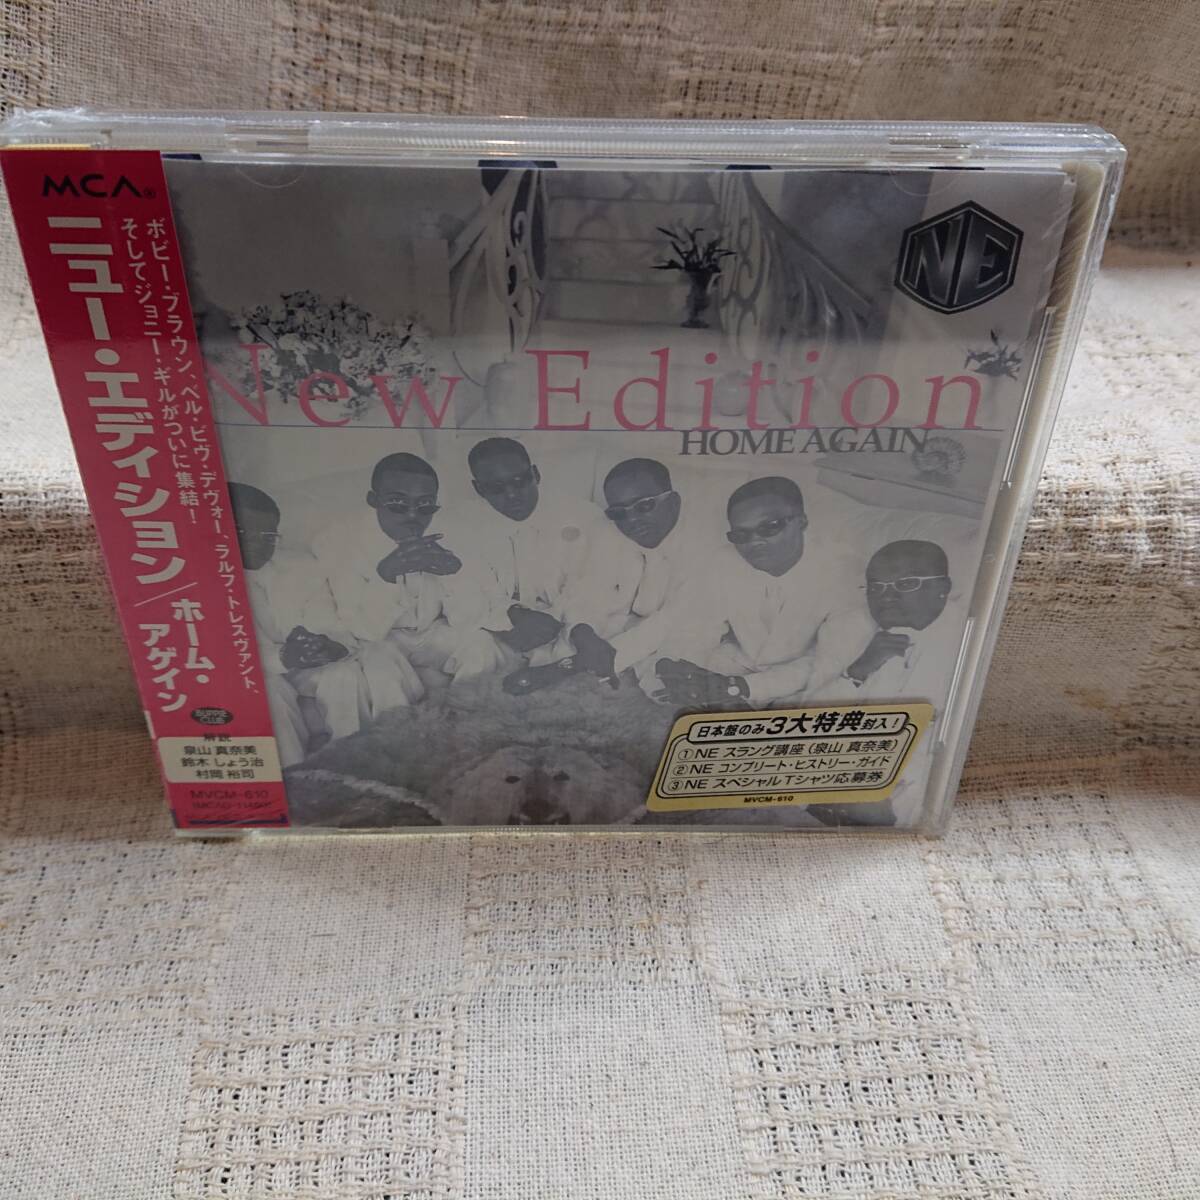 MCA®
ボビー・ブラウン、ベル・ビヴ・デヴォー、ラルフ・トレスヴァント、
そしてジョニー・ギルがついに集結!
ニュー・エディション/ホーム・
アゲイン
BUPPIE
CLUB
解説
泉山 真奈美
鈴木 しょう治
村岡 裕司
MVCM-610
NE
New Edition
HOME AGAIN
日本盤のみ3大特典封入!
①NE スラング講座(泉山 真奈美)
②NE コンプリート・ヒストリー・ガイド
③NE スペシャルTシャツ応募券
MVCM-610